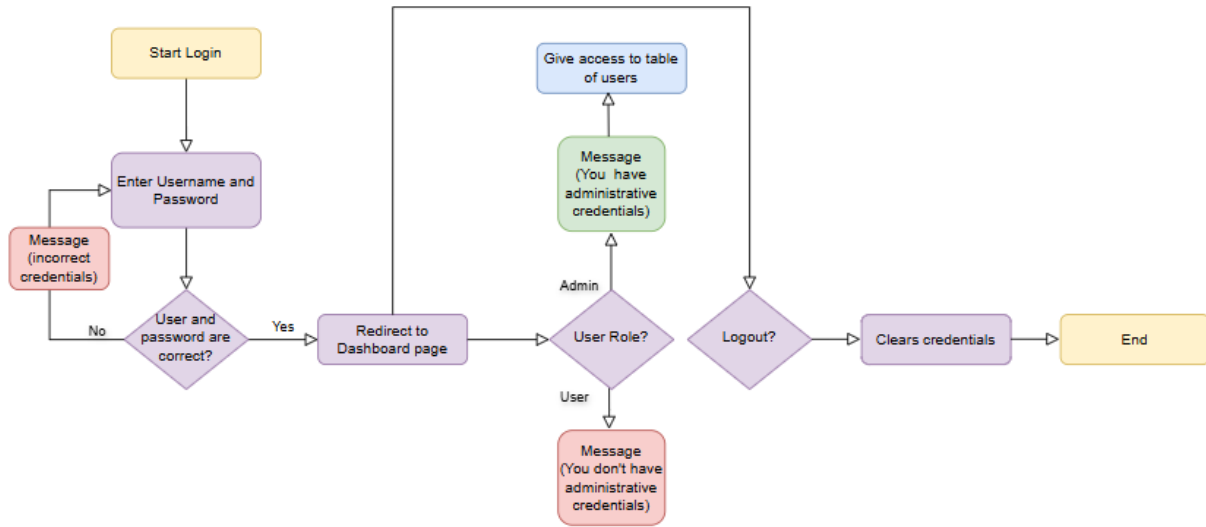 Start Login
Enter Username and
Password
Message
(incorrect
credentials)
User and
password are
correct?
No
Yes
Redirect to
Dashboard page
User Role?
Admin
Message
(You have
administrative
credentials)
Give access to table
of users
User
Message
(You don't have
administrative
credentials)
Logout?
Clears credentials
End